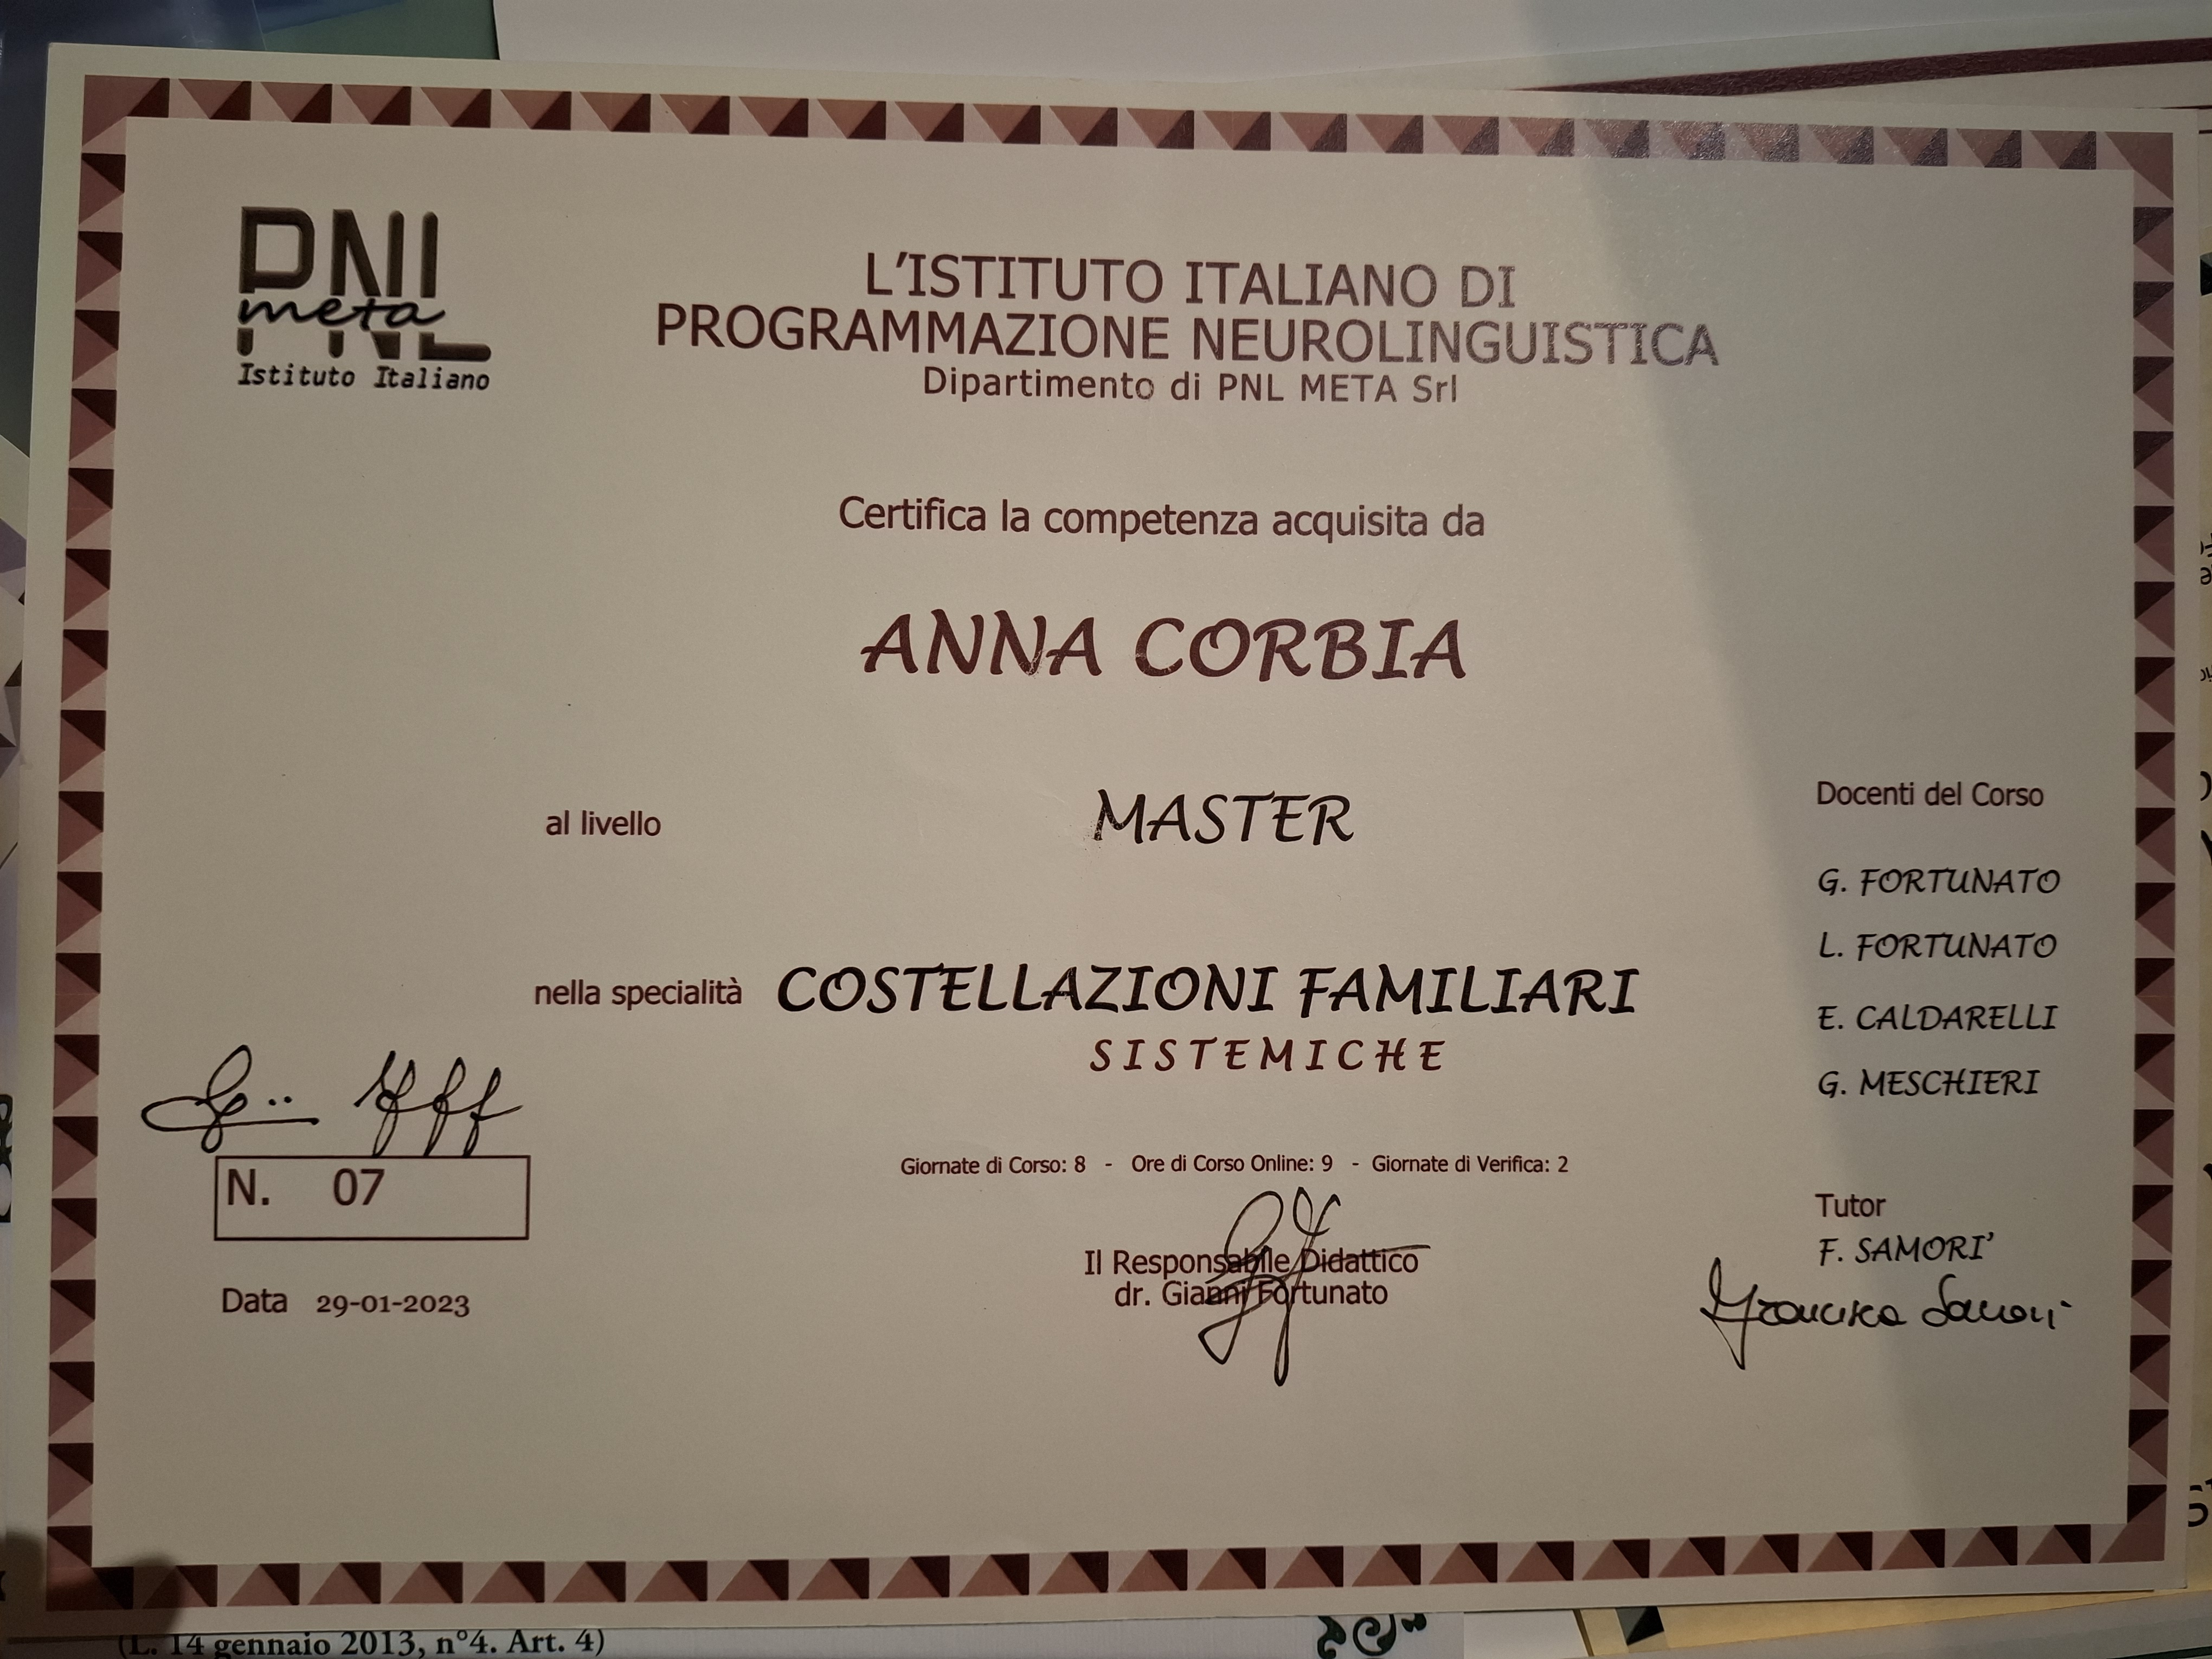 PNL
meta
PNL
Istituto Italiano
L'ISTITUTO ITALIANO DI
PROGRAMMAZIONE NEUROLINGUISTICA
Dipartimento di PNL META Srl
Certifica la competenza acquisita da
ANNA CORBIA
al livello MASTER
nella specialità COSTELLAZIONI FAMILIARI
SISTEMICHE
Giornate di Corso: 8 - Ore di Corso Online: 9 - Giornate di Verifica: 2
Il Responsabile Didattico
dr. Gianni Fortunato
N. 07
Data 29-01-2023
Docenti del Corso
G. FORTUNATO
L. FORTUNATO
E. CALDARELLI
G. MESCHIERI
Tutor
F. SAMORI'
Francisca Samori
(L. 14 gennaio 2013, n°4. Art. 4)